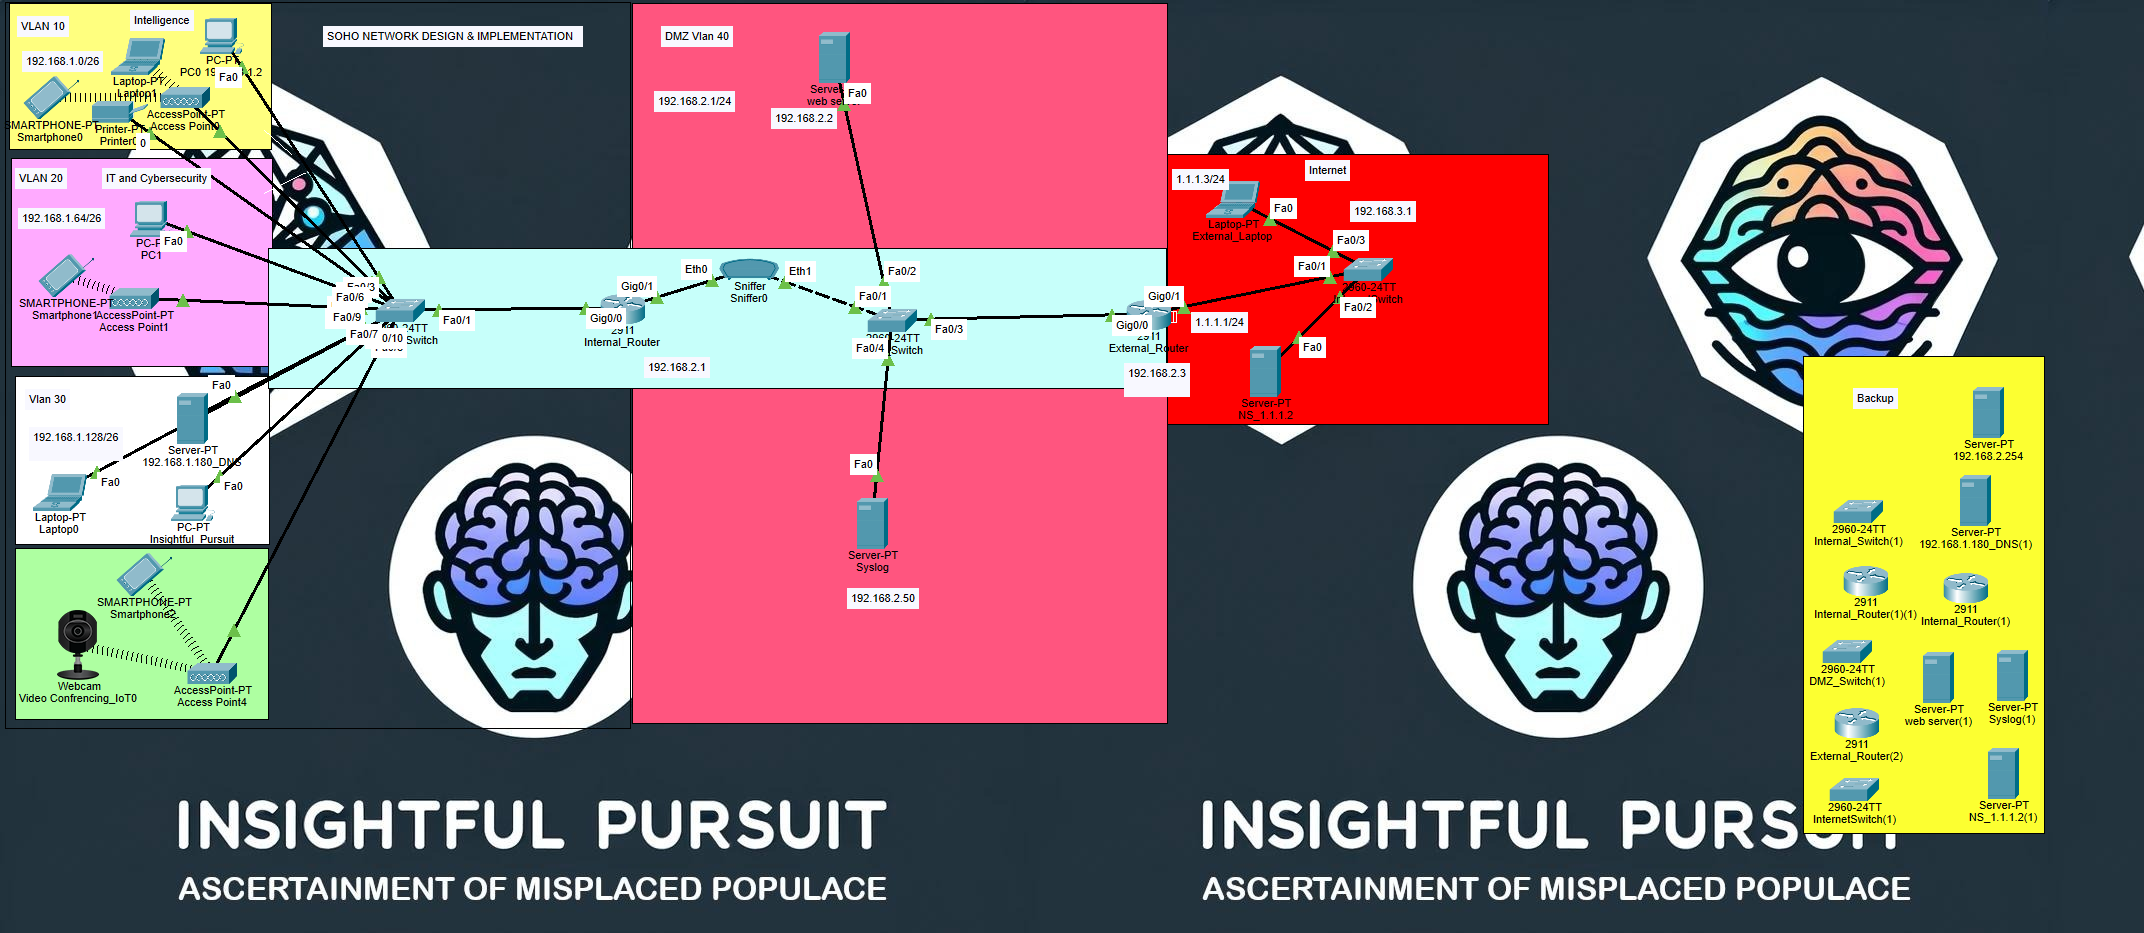 VLAN 10
Intelligence
192.168.1.0/26
PC-PT
PC0
Fa0
Laptop-PT
Laptop1
AccessPoint-PT
Access Point0
SMARTPHONE-PT
Smartphone0
Printer-PT
Printer0
0
VLAN 20
IT and Cybersecurity
192.168.1.64/26
Fa0
PC1
SMARTPHONE-PT
Smartphone1
AccessPoint-PT
Access Point1
Vlan 30
192.168.1.128/26
Fa0
Server-PT
192.168.1.180_DNS
Fa0
Laptop-PT
Laptop0
Fa0
PC-PT
Insightful_Pursuit
SMARTPHONE-PT
Smartphone2
Webcam
Video Confrencing_IoT0
AccessPoint-PT
Access Point4
SOHO NETWORK DESIGN & IMPLEMENTATION
Fa0/3
Fa0/6
Fa0/9
Fa0/7
0/10
Fa0/1
Switch
Gig0/1
Gig0/0
2911
Internal_Router
192.168.2.1
Eth0
Eth1
Sniffer
Sniffer0
DMZ Vlan 40
192.168.2.1/24
Fa0
web server
192.168.2.2
Fa0/2
Fa0/1
Fa0/3
Fa0/4
Switch
Fa0
Server-PT
Syslog
192.168.2.50
Gig0/1
Gig0/0
2911
External_Router
192.168.2.3
1.1.1.1/24
Internet
1.1.1.3/24
Fa0
192.168.3.1
Laptop-PT
External_Laptop
Fa0/3
Fa0/1
2960-24TT
Switch
Fa0/2
Fa0
Server-PT
NS_1.1.1.2
Backup
Server-PT
192.168.2.254
2960-24TT
Internal_Switch(1)
Server-PT
192.168.1.180_DNS(1)
2911
Internal_Router(1)(1)
2911
Internal_Router(1)
2960-24TT
DMZ_Switch(1)
Server-PT
web server(1)
Server-PT
Syslog(1)
2911
External_Router(2)
2960-24TT
InternetSwitch(1)
Server-PT
NS_1.1.1.2(1)
INSIGHTFUL PURSUIT
ASCERTAINMENT OF MISPLACED POPULACE
INSIGHTFUL PURSUIT
ASCERTAINMENT OF MISPLACED POPULACE